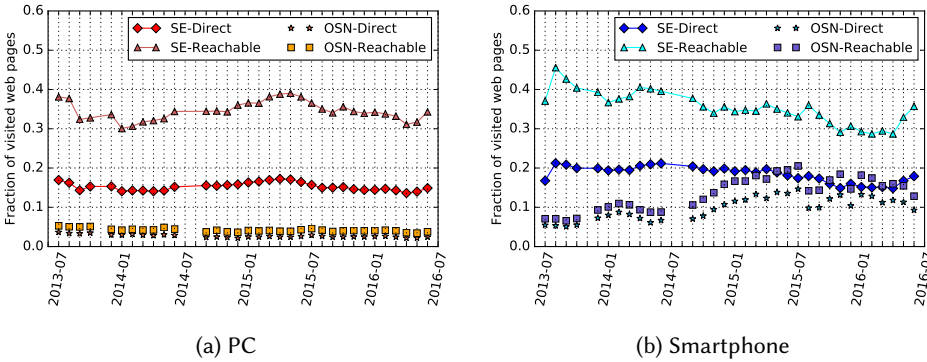 SE-Direct
SE-Reachable
OSN-Direct
OSN-Reachable
Fraction of visited web pages
0.6
0.5
0.4
0.3
0.2
0.1
0.0
2013-07
2014-01
2014-07
2015-01
2015-07
2016-01
2016-07
(a) PC
SE-Direct
SE-Reachable
OSN-Direct
OSN-Reachable
Fraction of visited web pages
0.6
0.5
0.4
0.3
0.2
0.1
0.0
2013-07
2014-01
2014-07
2015-01
2015-07
2016-01
2016-07
(b) Smartphone